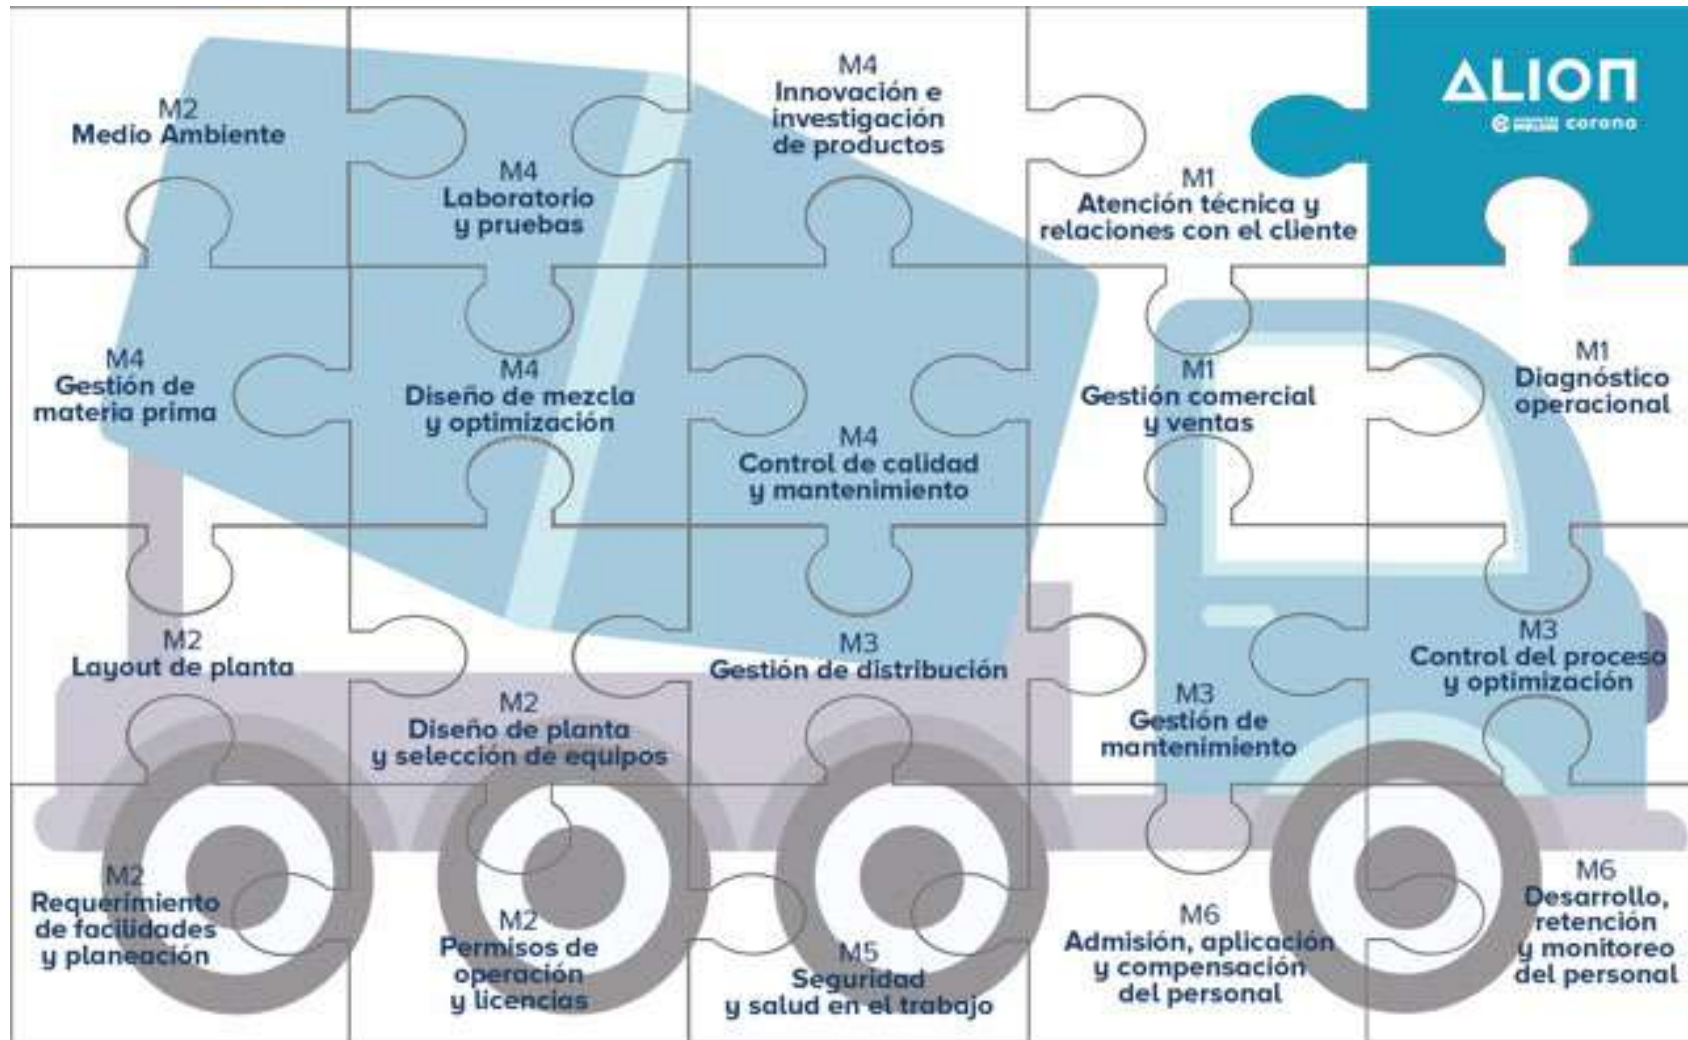 M2
Medio Ambiente
M4
Laboratorio
y pruebas
M4
Innovación e
investigación
de productos
M1
Atención técnica y
relaciones con el cliente
ALION
corona
M4
Gestión de
materia prima
M4
Diseño de mezcla
y optimización
M4
Control de calidad
y mantenimiento
M1
Gestión comercial
y ventas
M1
Diagnóstico
operacional
M2
Layout de planta
M2
Diseño de planta
y selección de equipos
M3
Gestión de distribución
M3
Gestión de
mantenimiento
M3
Control del proceso
y optimización
M2
Requerimiento
de facilidades
y planeación
M2
Permisos de
operación
y licencias
M5
Seguridad
y salud en el trabajo
M6
Admisión, aplicación
y compensación
del personal
M6
Desarrollo,
retención
y monitoreo
del personal